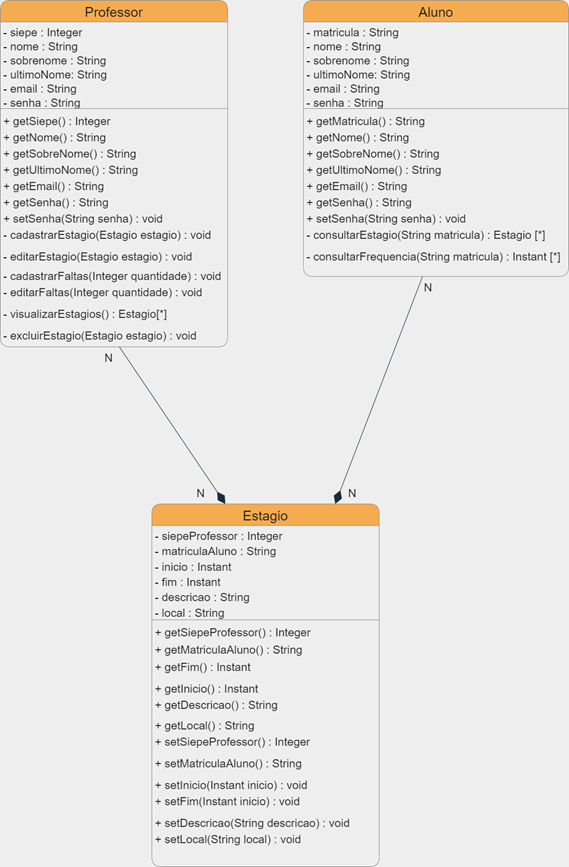 Professor
- siepe : Integer
- nome : String
- sobrenome : String
- ultimoNome: String
- email : String
- senha : String
+ getSiepe() : Integer
+ getNome() : String
+ getSobreNome() : String
+ getUltimoNome() : String
+ getEmail() : String
+ getSenha() : String
+ setSenha(String senha) : void
- cadastrarEstagio(Estagio estagio) : void
- editarEstagio(Estagio estagio) : void
- cadastrarFaltas(Integer quantidade) : void
- editarFaltas(Integer quantidade) : void
- visualizarEstagios() : Estagio[*]
- excluirEstagio(Estagio estagio) : void
N
Aluno
- matricula : String
- nome : String
- sobrenome : String
- ultimoNome: String
- email : String
- senha : String
+ getMatricula() : String
+ getNome() : String
+ getSobreNome() : String
+ getUltimoNome() : String
+ getEmail() : String
+ getSenha() : String
+ setSenha(String senha) : void
- consultarEstagio(String matricula) : Estagio [*]
- consultarFrequencia(String matricula) : Instant [*]
N
N
N
Estagio
- siepeProfessor : Integer
- matriculaAluno : String
- inicio : Instant
- fim : Instant
- descricao : String
- local : String
+ getSiepeProfessor() : Integer
+ getMatriculaAluno() : String
+ getFim() : Instant
+ getInicio() : Instant
+ getDescricao() : String
+ getLocal() : String
+ setSiepeProfessor() : Integer
+ setMatriculaAluno() : String
+ setInicio(Instant inicio) : void
+ setFim(Instant inicio) : void
+ setDescricao(String descricao) : void
+ setLocal(String local) : void